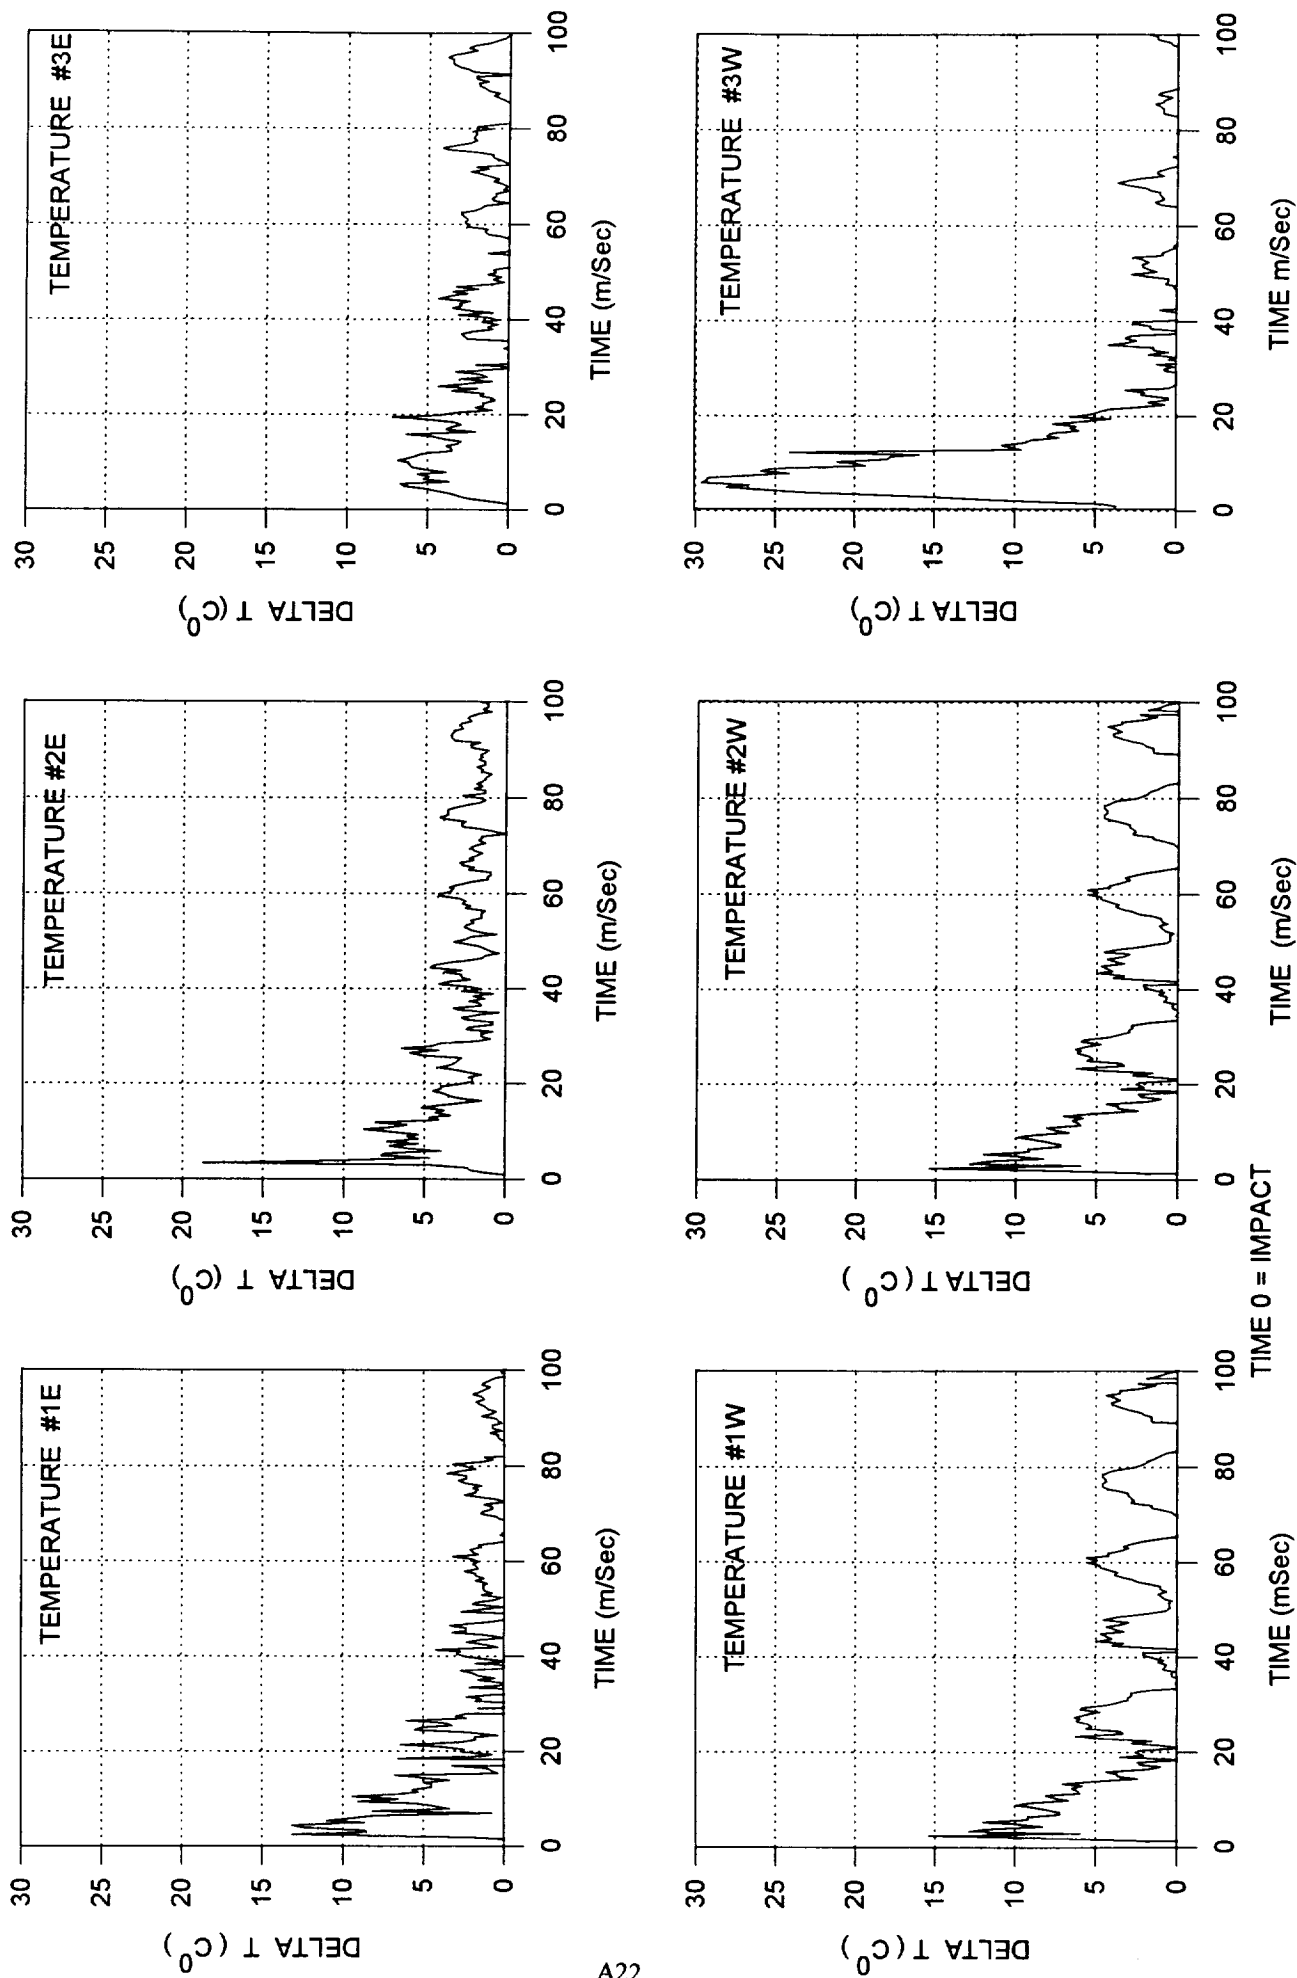 TEMPERATURE #1E
30
25
20
15
10
5
0
DELTA T (C⁰)
0 20 40 60 80 100
TIME (m/Sec)
TEMPERATURE #2E
30
25
20
15
10
5
0
DELTA T (C⁰)
0 20 40 60 80 100
TIME (m/Sec)
TEMPERATURE #3E
30
25
20
15
10
5
0
DELTA T (C⁰)
0 20 40 60 80 100
TIME (m/Sec)
TEMPERATURE #1W
30
25
20
15
10
5
0
DELTA T (C⁰)
0 20 40 60 80 100
TIME (mSec)
TEMPERATURE #2W
30
25
20
15
10
5
0
DELTA T (C⁰)
0 20 40 60 80 100
TIME (m/Sec)
TEMPERATURE #3W
30
25
20
15
10
5
0
DELTA T (C⁰)
0 20 40 60 80 100
TIME m/Sec)
TIME 0 = IMPACT
A22